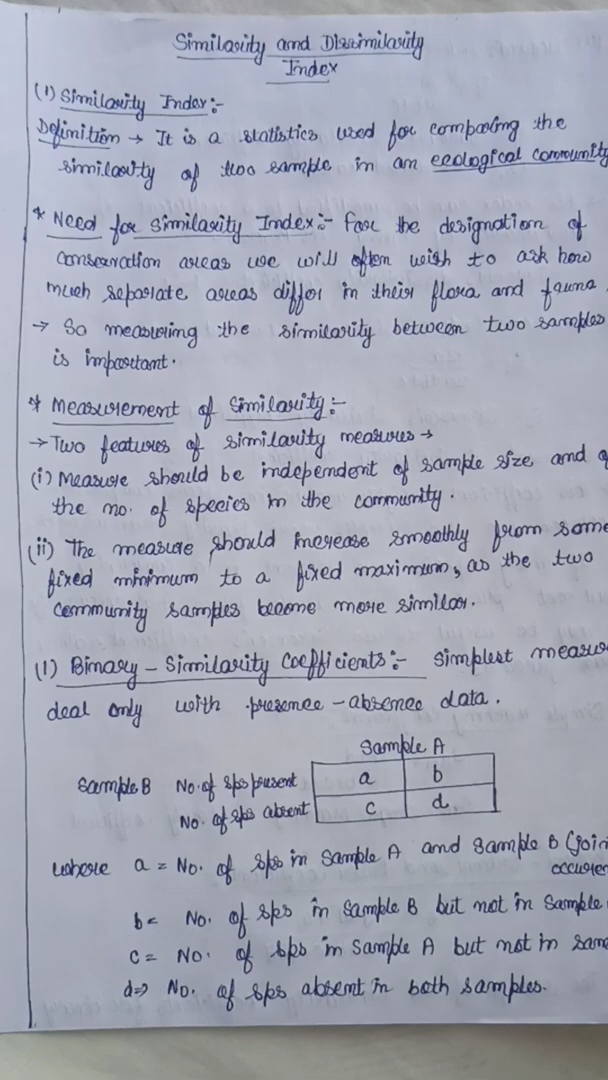 Similarity and Dissimilarity
Index
(1) Similarity Index:-
Definition → It is a statistics used for comparing the
similarity of two sample in an ecological community
* Need for similarity Index:- For the designation of
conservation areas we will often wish to ask how
much separate areas differ in their flora and fauna.
→ So measuring the similarity between two samples
is important.
* Measurement of Similarity:-
→ Two features of similarity measures →
(i) Measure should be independent of sample size and of
the no. of species in the community.
(ii) The measure should increase smoothly from some
fixed minimum to a fixed maximum, as the two
community samples become more similar.
(1) Binary - Similarity Coefficients:- Simplest measur
deal only with presence - absence data.
Sample A
Sample B No. of sps present a b
No. of sps absent c d
where a = No. of sps in sample A and sample B (join
occuren
b = No. of sps in sample B but not in sample
c = No. of sps in sample A but not in sam
d => No. of sps absent in both samples.